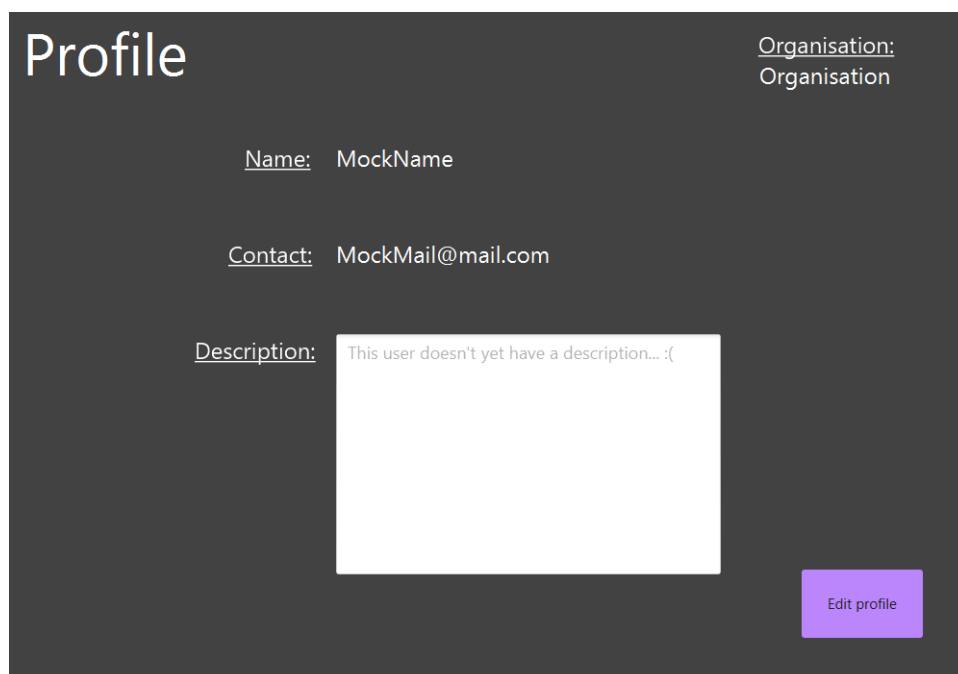 Profile
Organisation:
Organisation
Name: MockName
Contact: MockMail@mail.com
Description: This user doesn't yet have a description... :(
Edit profile